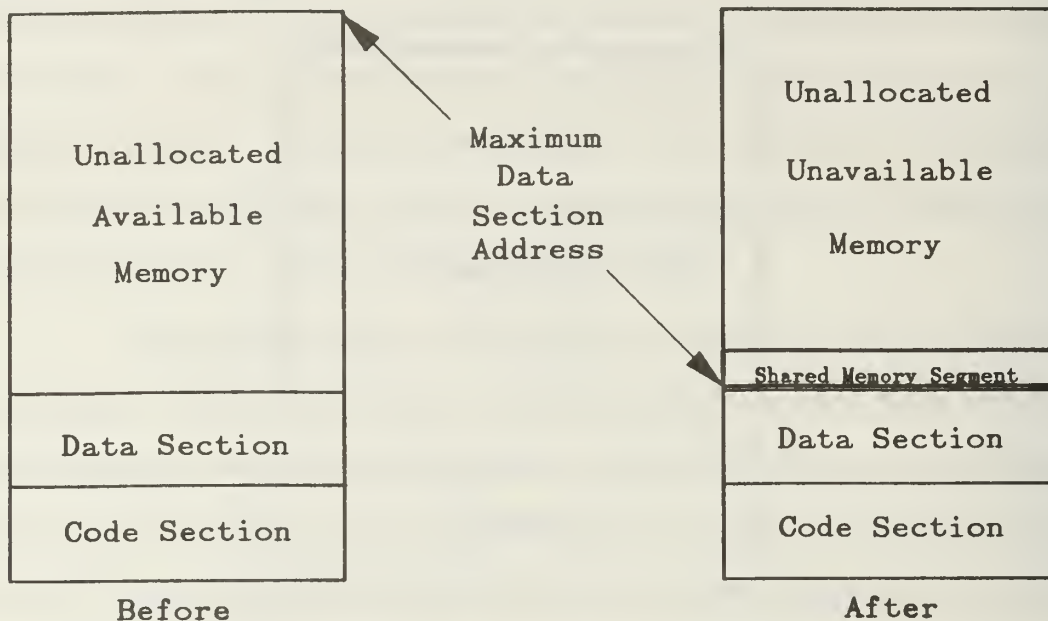 Unallocated
Available
Memory
Data Section
Code Section
Before
Maximum
Data
Section
Address
Unallocated
Unavailable
Memory
Shared Memory Segment
Data Section
Code Section
After